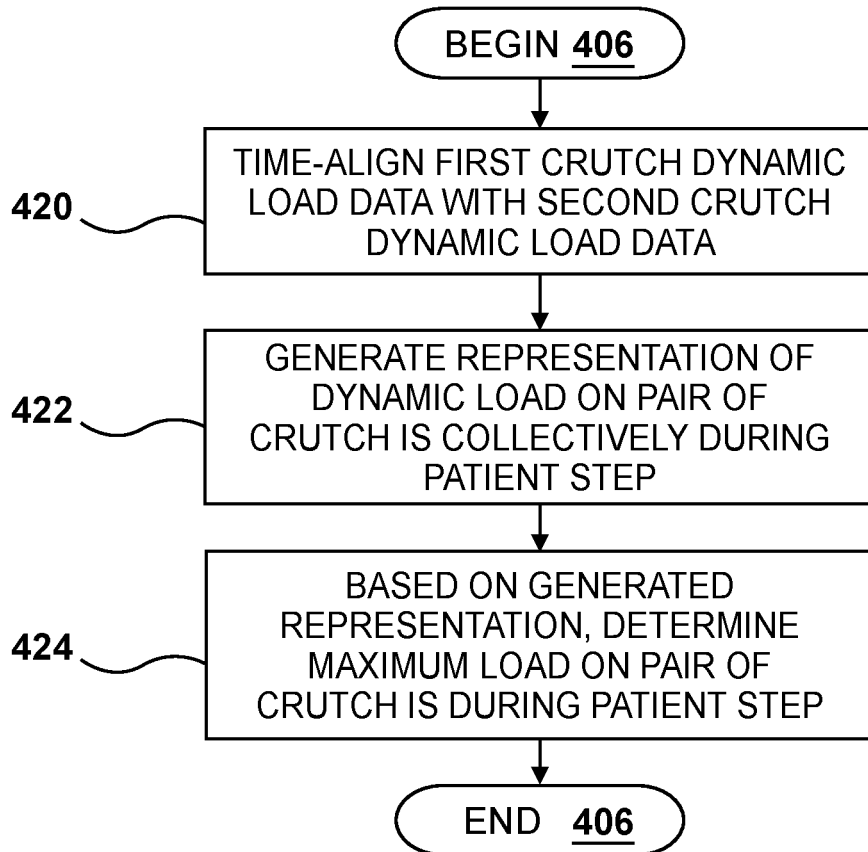 BEGIN 406
420
TIME-ALIGN FIRST CRUTCH DYNAMIC
LOAD DATA WITH SECOND CRUTCH
DYNAMIC LOAD DATA
422
GENERATE REPRESENTATION OF
DYNAMIC LOAD ON PAIR OF
CRUTCH IS COLLECTIVELY DURING
PATIENT STEP
424
BASED ON GENERATED
REPRESENTATION, DETERMINE
MAXIMUM LOAD ON PAIR OF
CRUTCH IS DURING PATIENT STEP
END 406